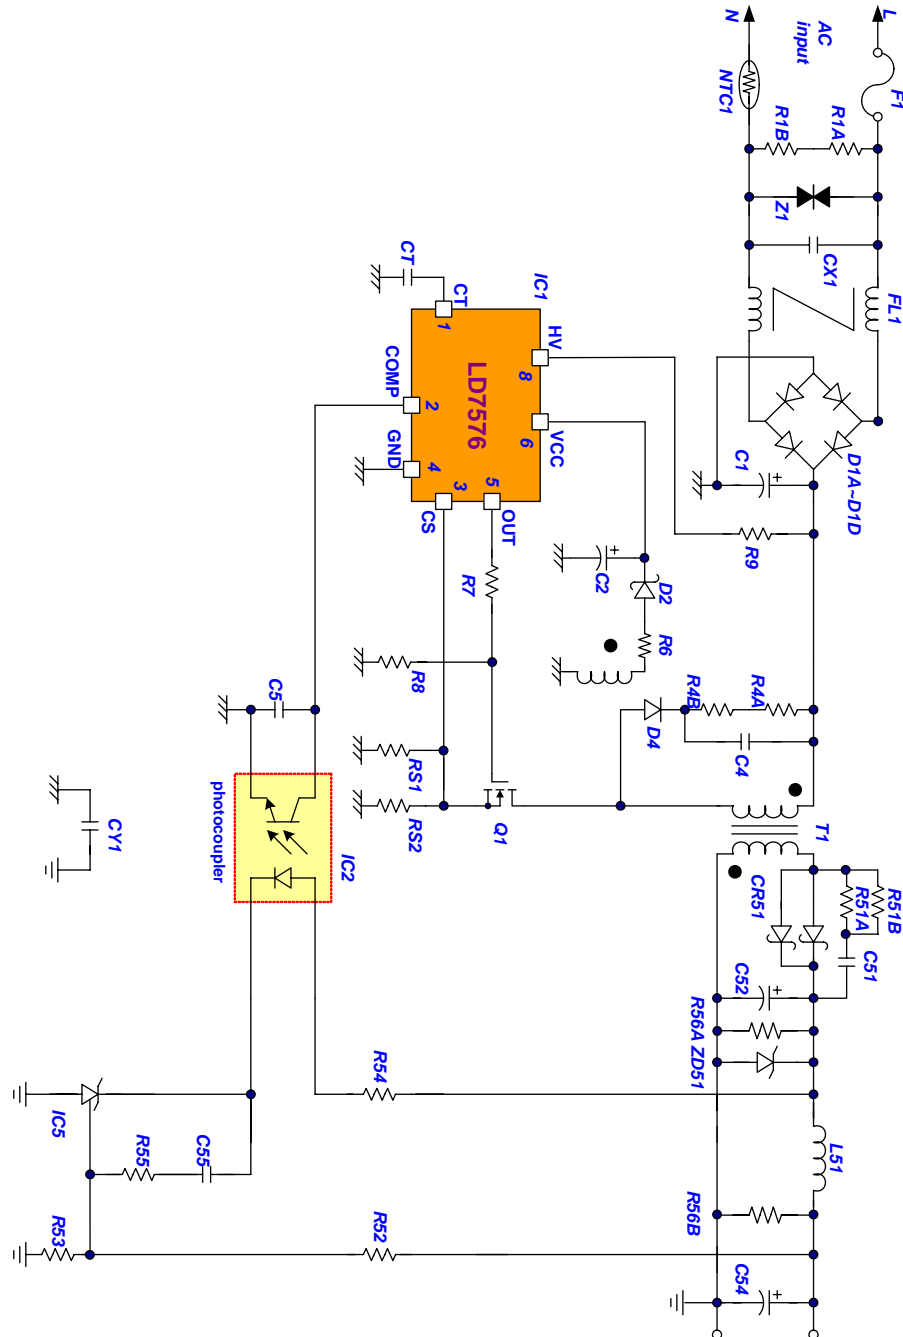 L
AC
input
N
F1
NTC1
R1A
R1B
Z1
CX1
FL1
D1A~D1D
C1
R9
IC1
CT
CT
1
HV
8
COMP
2
LD7576
6
VCC
GND
4
3
CS
5
OUT
R7
C2
+
D2
R6
R8
R4A
R4B
C4
D4
+
T1
Q1
RS1
RS2
C5
photocoupler
IC2
CY1
CR51
R51A
R51B
C51
C52
+
R56A
ZD51
R54
L51
IC5
R55
C55
R56B
R53
R52
C54
+